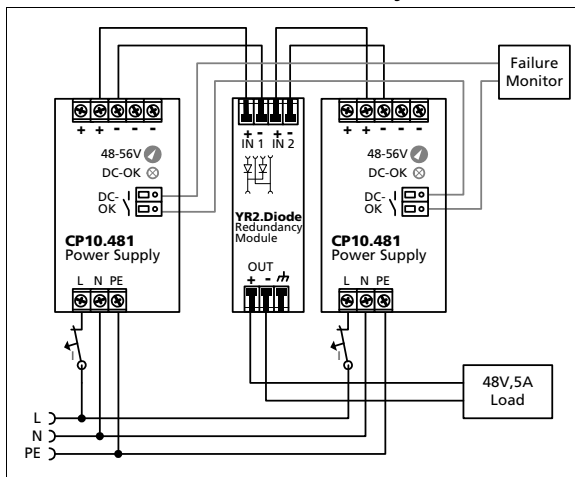 Failure
Monitor
+ + - - -
48-56V
DC-OK
DC-
OK
CP10.481
Power Supply
L N PE
+ - + -
IN 1 IN 2
YR2.Diode
Redundancy
Module
OUT
+ -
+ + - - -
48-56V
DC-OK
DC-
OK
CP10.481
Power Supply
L N PE
I
I
48V,5A
Load
L
N
PE